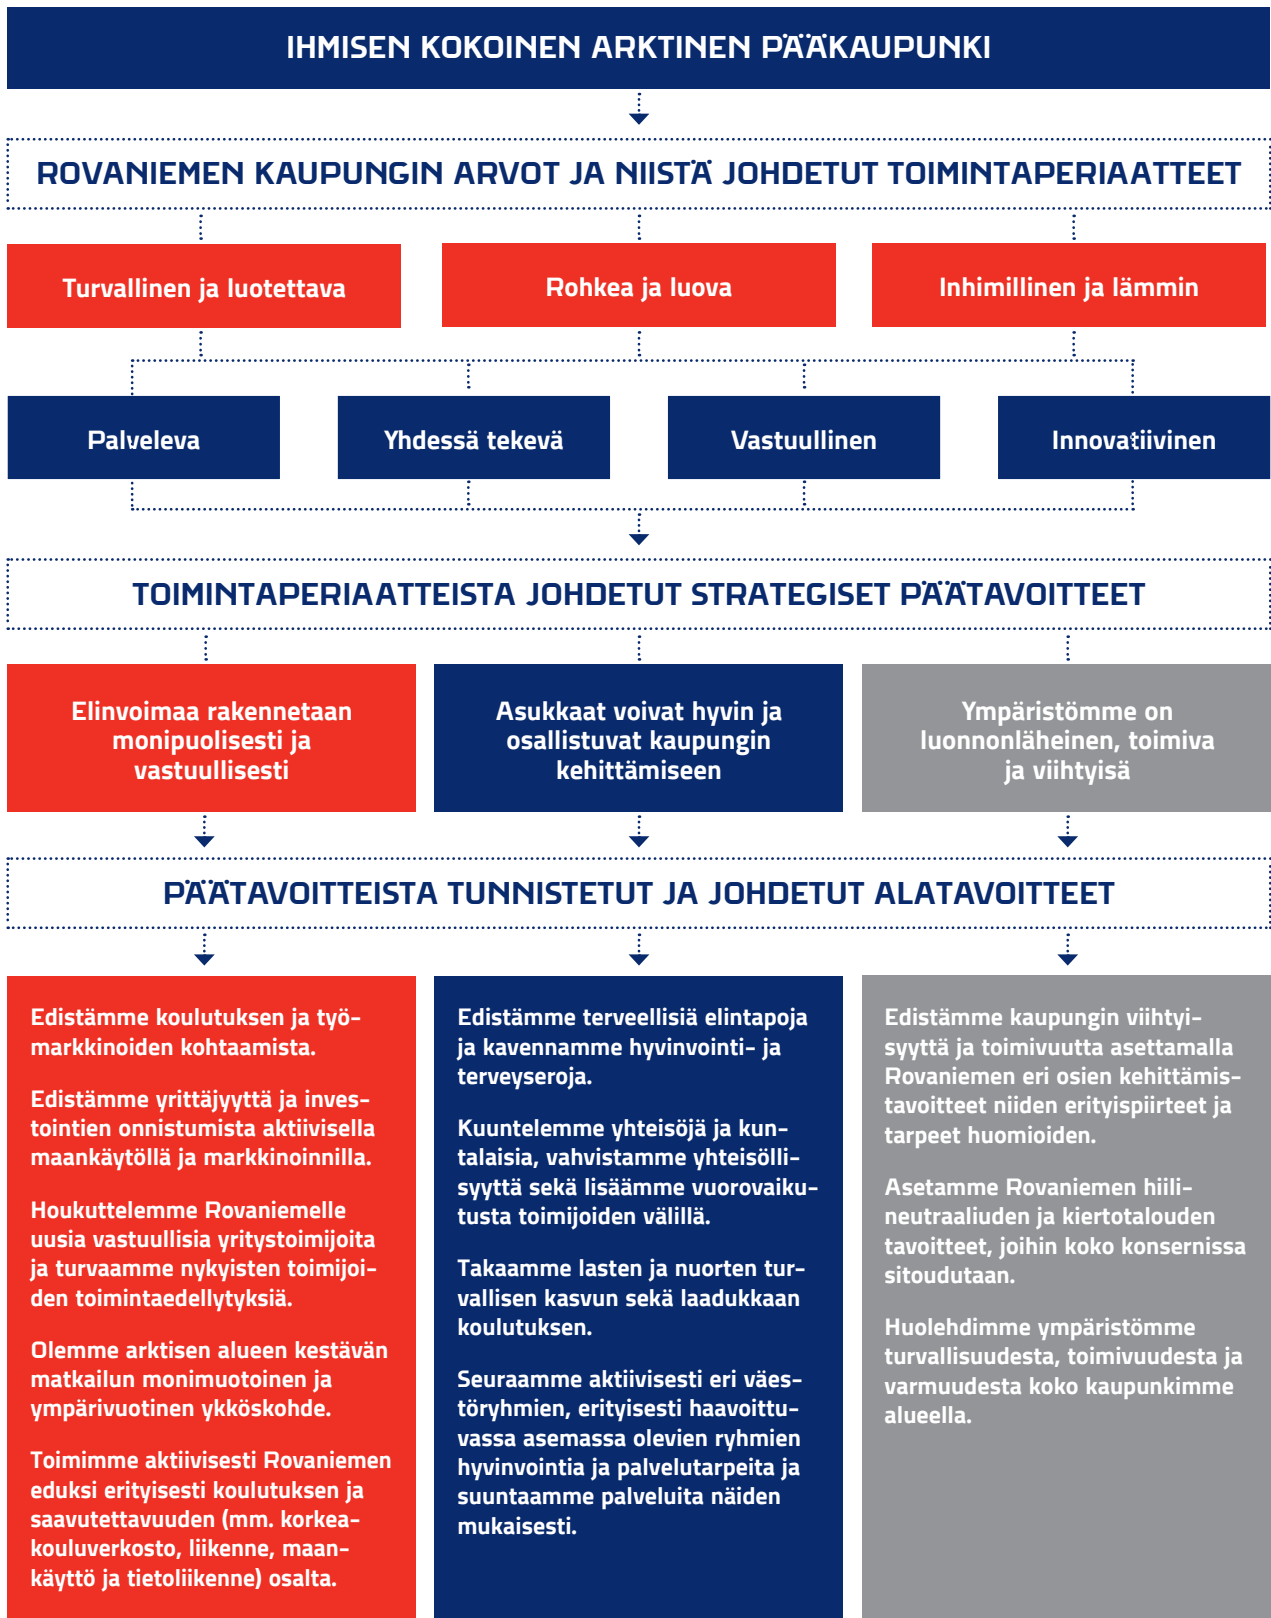 IHMISEN KOKOINEN ARKTINEN PÄÄKAUPUNKI
ROVANIEMEN KAUPUNGIN ARVOT JA NIISTÄ JOHDETUT TOIMINTAPERIAATTEET
Turvallinen ja luotettava
Rohkea ja luova
Inhimillinen ja lämmin
Palveleva
Yhdessä tekevä
Vastuullinen
Innovatiivinen
TOIMINTAPERIAATTEISTA JOHDETUT STRATEGISET PÄÄTAVOITTEET
Elinvoimaa rakennetaan
monipuolisesti ja
vastuullisesti
Asukkaat voivat hyvin ja
osallistuvat kaupungin
kehittämiseen
Ympäristömme on
luonnonläheinen, toimiva
ja viihtyisä
PÄÄTAVOITTEISTA TUNNISTETUT JA JOHDETUT ALATAVOITTEET
Edistämme koulutuksen ja työ-
markkinoiden kohtaamista.
Edistämme yrittäjyyttä ja inves-
tointien onnistumista aktiivisella
maankäytöllä ja markkinoinnilla.
Houkuttelemme Rovaniemelle
uusia vastuullisia yritystoimijoita
ja turvaamme nykyisten toimijoi-
den toimintaedellytyksiä.
Olemme arktisen alueen kestävän
matkailun monimuotoinen ja
ympärivuotinen ykköskohde.
Toimimme aktiivisesti Rovaniemen
eduksi erityisesti koulutuksen ja
saavutettavuuden (mm. korkea-
kouluverkosto, liikenne, maan-
käyttö ja tietoliikenne) osalta.
Edistämme terveellisiä elintapoja
ja kavennamme hyvinvointi- ja
terveyseroja.
Kuuntelemme yhteisöjä ja kun-
talaisia, vahvistamme yhteisölli-
syyttä sekä lisäämme vuorovaiku-
tusta toimijoiden välillä.
Takaamme lasten ja nuorten tur-
vallisen kasvun sekä laadukkaan
koulutuksen.
Seuraamme aktiivisesti eri väes-
töryhmien, erityisesti haavoittu-
vassa asemassa olevien ryhmien
hyvinvointia ja palvelutarpeita ja
suuntaamme palveluita näiden
mukaisesti.
Edistämme kaupungin viihtyi-
syyttä ja toimivuutta asettamalla
Rovaniemen eri osien kehittämis-
tavoitteet niiden erityispiirteet ja
tarpeet huomioiden.
Asetamme Rovaniemen hiili-
neutraaliuden ja kiertotalouden
tavoitteet, joihin koko konsernissa
sitoudutaan.
Huolehdimme ympäristömme
turvallisuudesta, toimivuudesta ja
varmuudesta koko kaupunkimme
alueella.